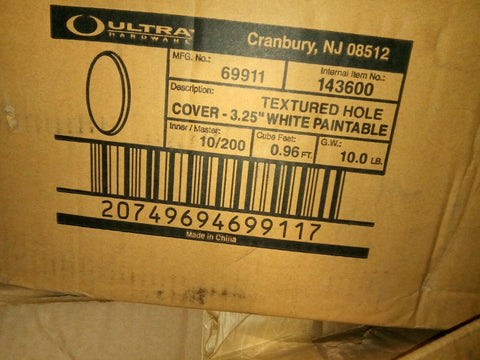 ULTRA HARDWARE
Cranbury, NJ 08512
MFG. No.:
69911
Internal Item No.:
143600
Description:
TEXTURED HOLE
COVER - 3.25" WHITE PAINTABLE
Inner / Master:
10/200
Cube Feet:
0.96 FT.
G.W.:
10.0 LB.
20749694699117
Made in China